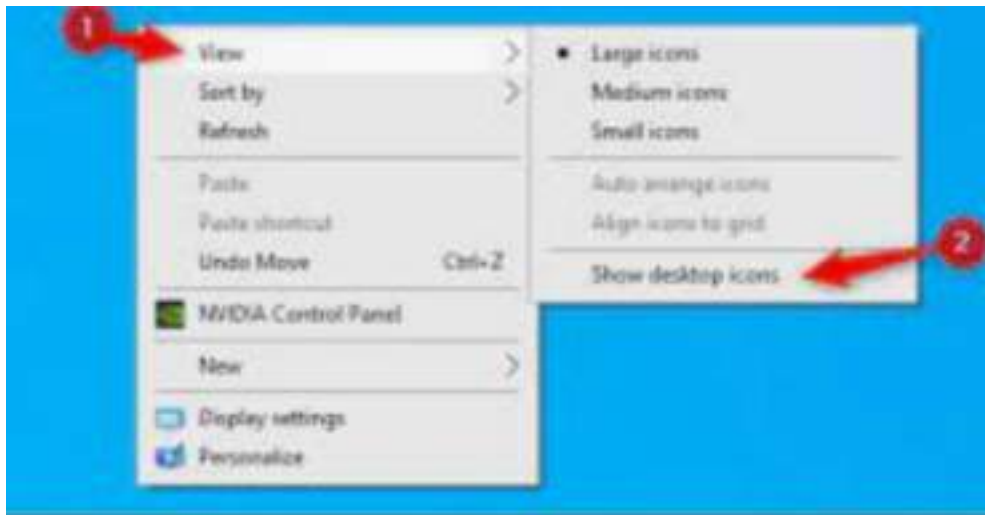 1
View
Sort by
Refresh
Paste
Paste shortcut
Undo Move Ctrl+Z
NVIDIA Control Panel
New
Display settings
Personalize
Large icons
Medium icons
Small icons
Auto arrange icons
Align icons to grid
2
Show desktop icons